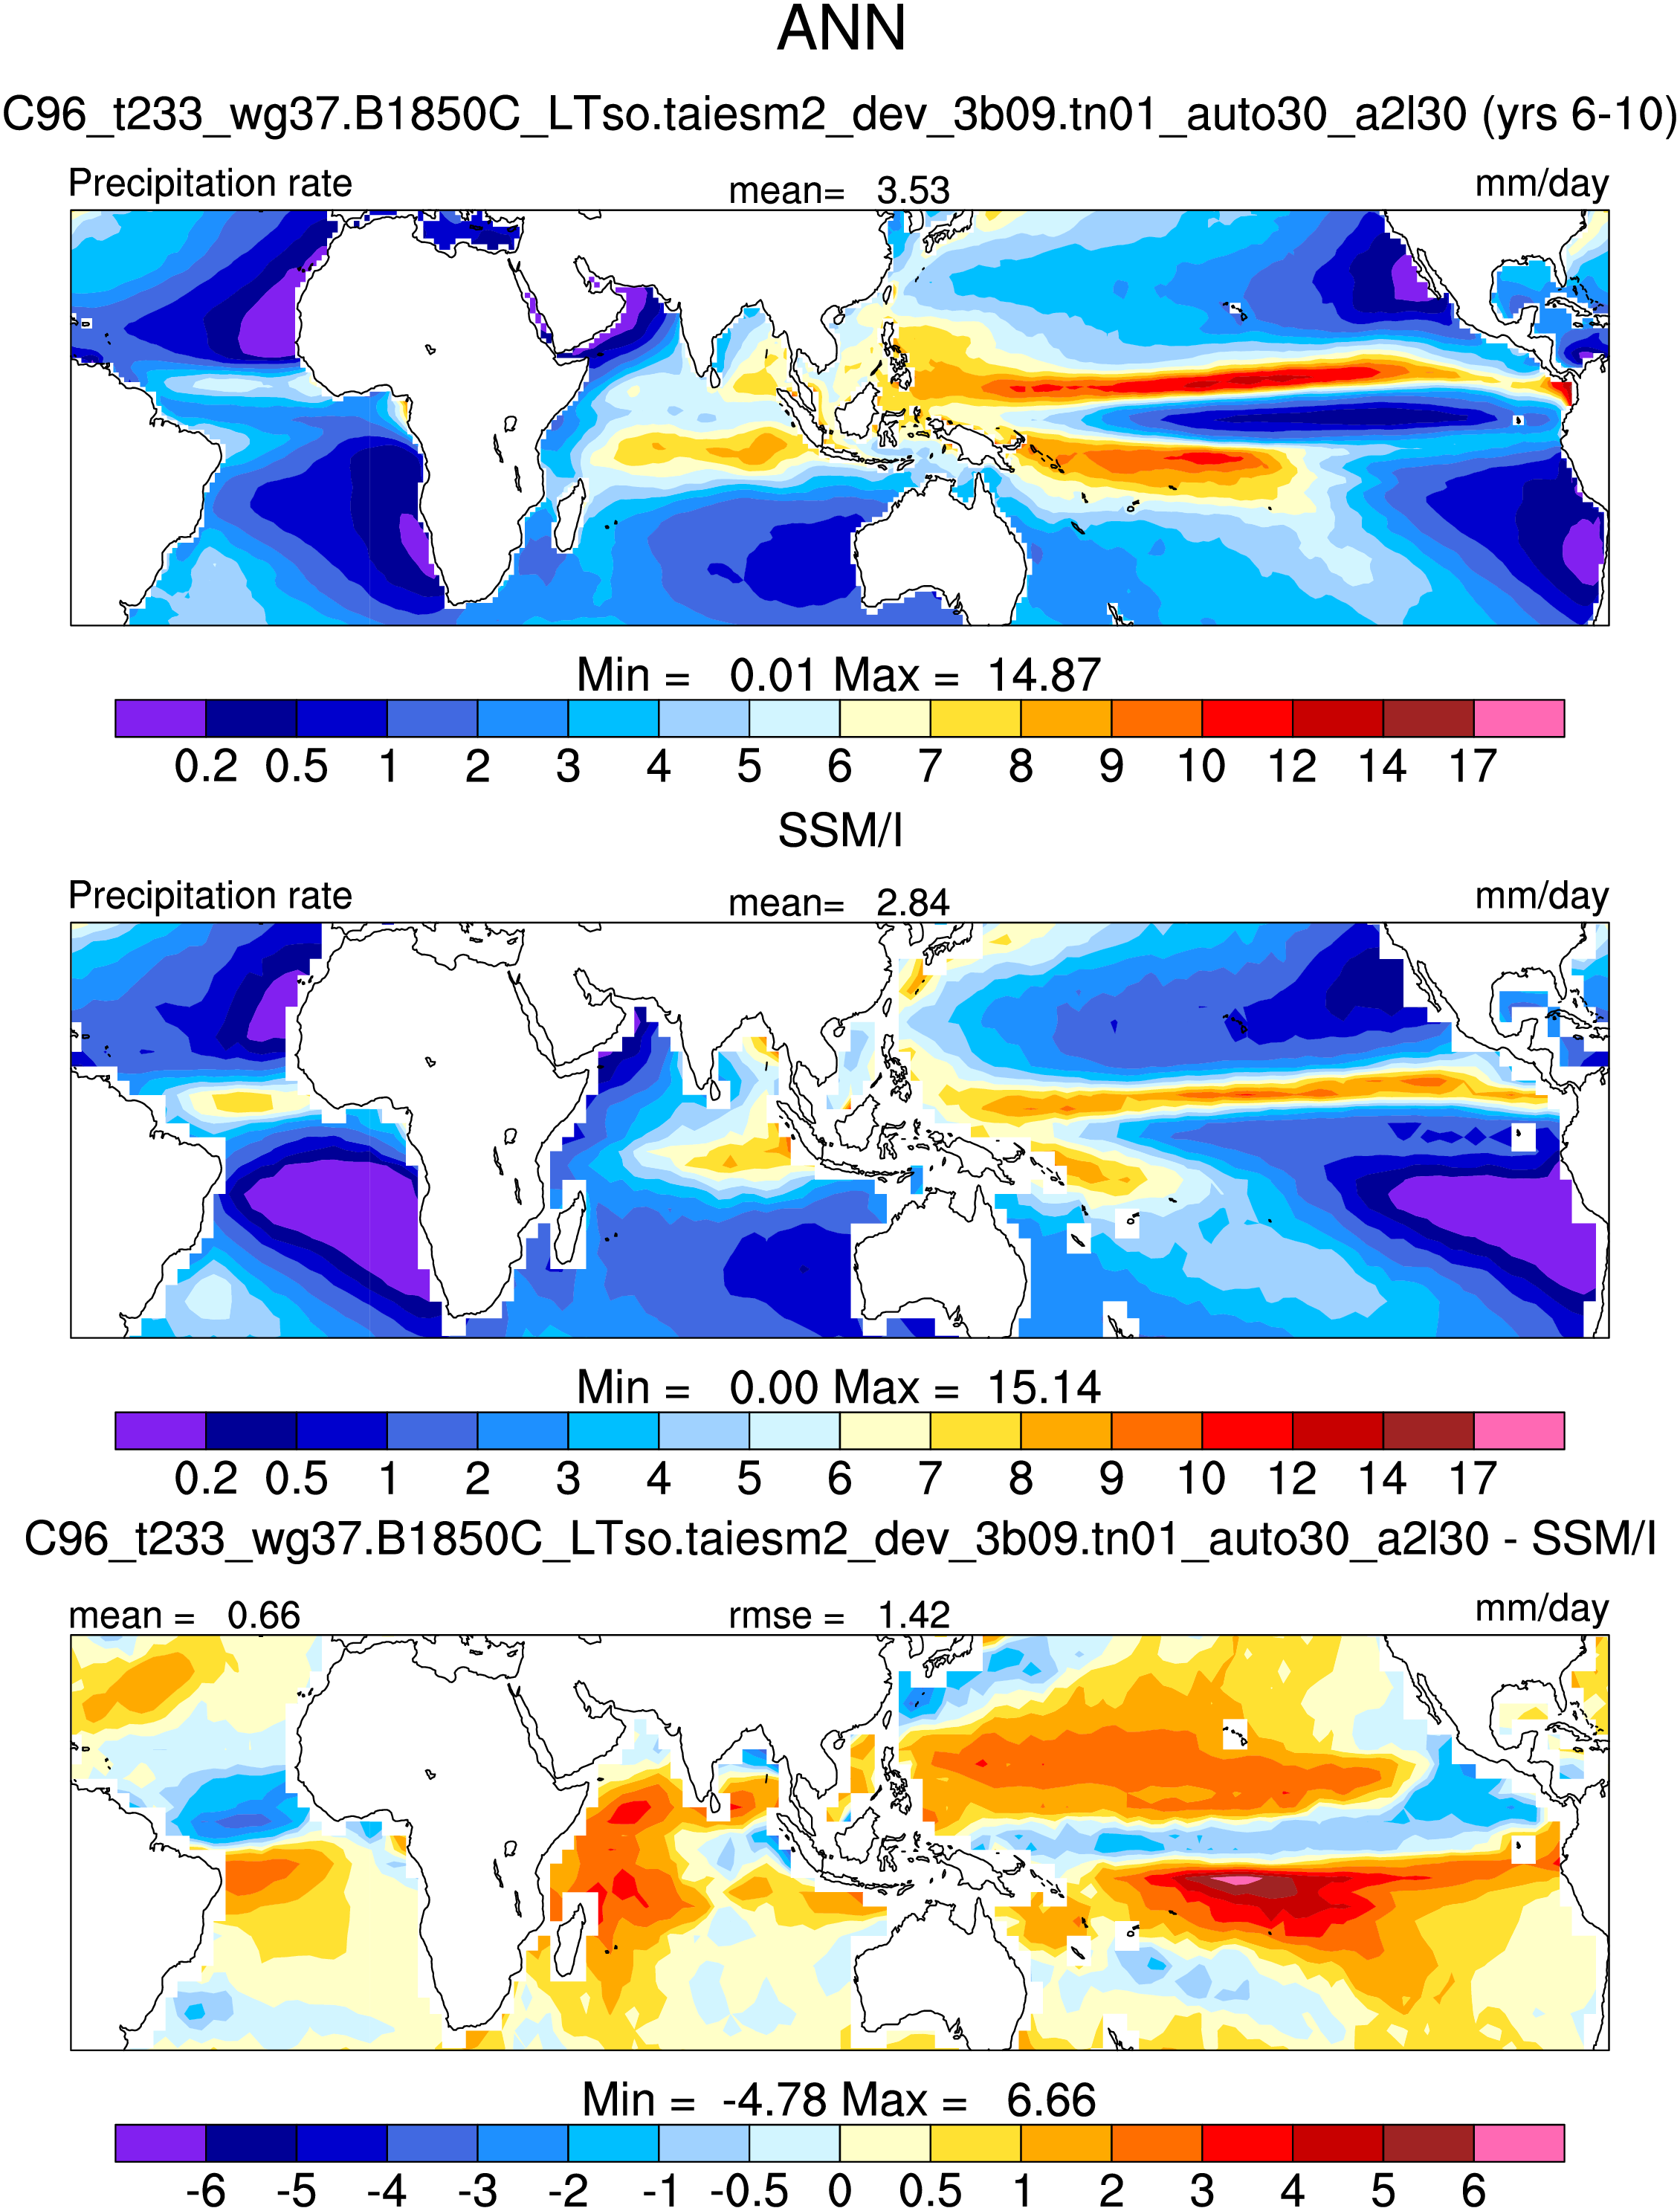 ANN
C96_t233_wg37.B1850C_LTso.taiesm2_dev_3b09.tn01_auto30_a2l30 (yrs 6-10)
Precipitation rate mean= 3.53 mm/day
Min = 0.01 Max = 14.87
0.2 0.5 1 2 3 4 5 6 7 8 9 10 12 14 17
SSM/I
Precipitation rate mean= 2.84 mm/day
Min = 0.00 Max = 15.14
0.2 0.5 1 2 3 4 5 6 7 8 9 10 12 14 17
C96_t233_wg37.B1850C_LTso.taiesm2_dev_3b09.tn01_auto30_a2l30 - SSM/I
mean = 0.66 rmse = 1.42 mm/day
Min = -4.78 Max = 6.66
-6 -5 -4 -3 -2 -1 -0.5 0 0.5 1 2 3 4 5 6